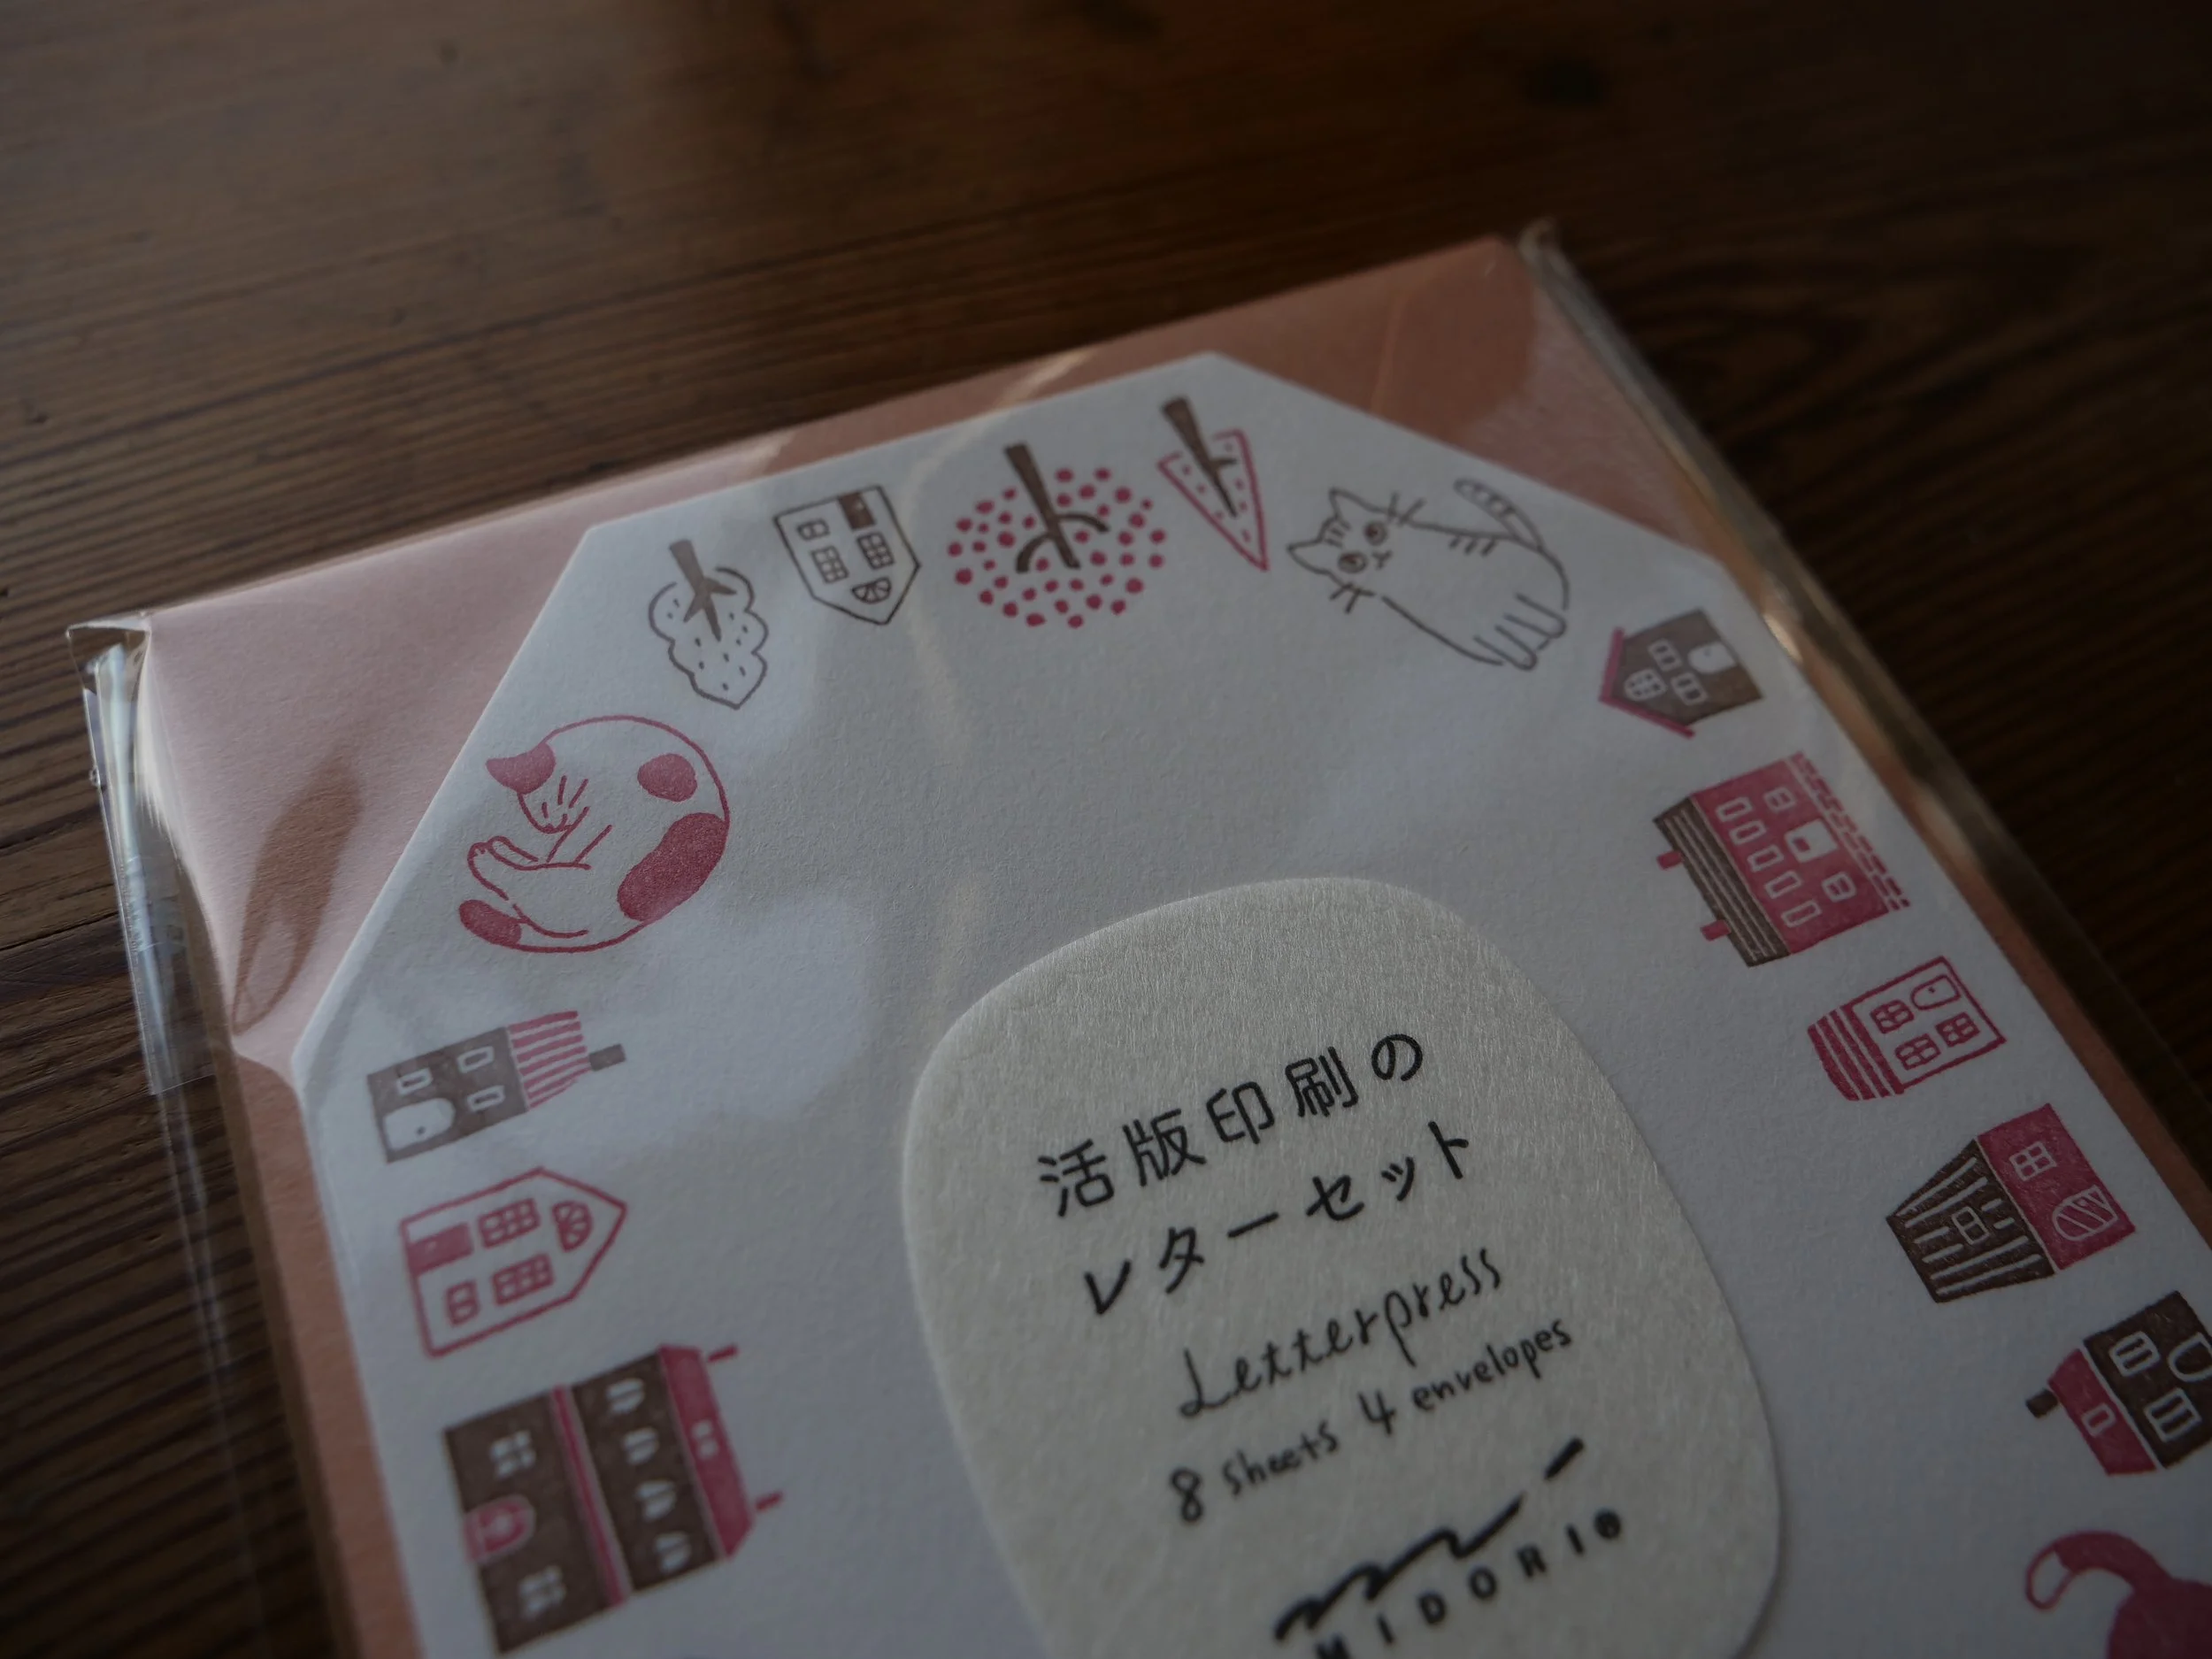 活版印刷の
レターセット
Letterpress
8 sheets 4 envelopes
MIDORI®